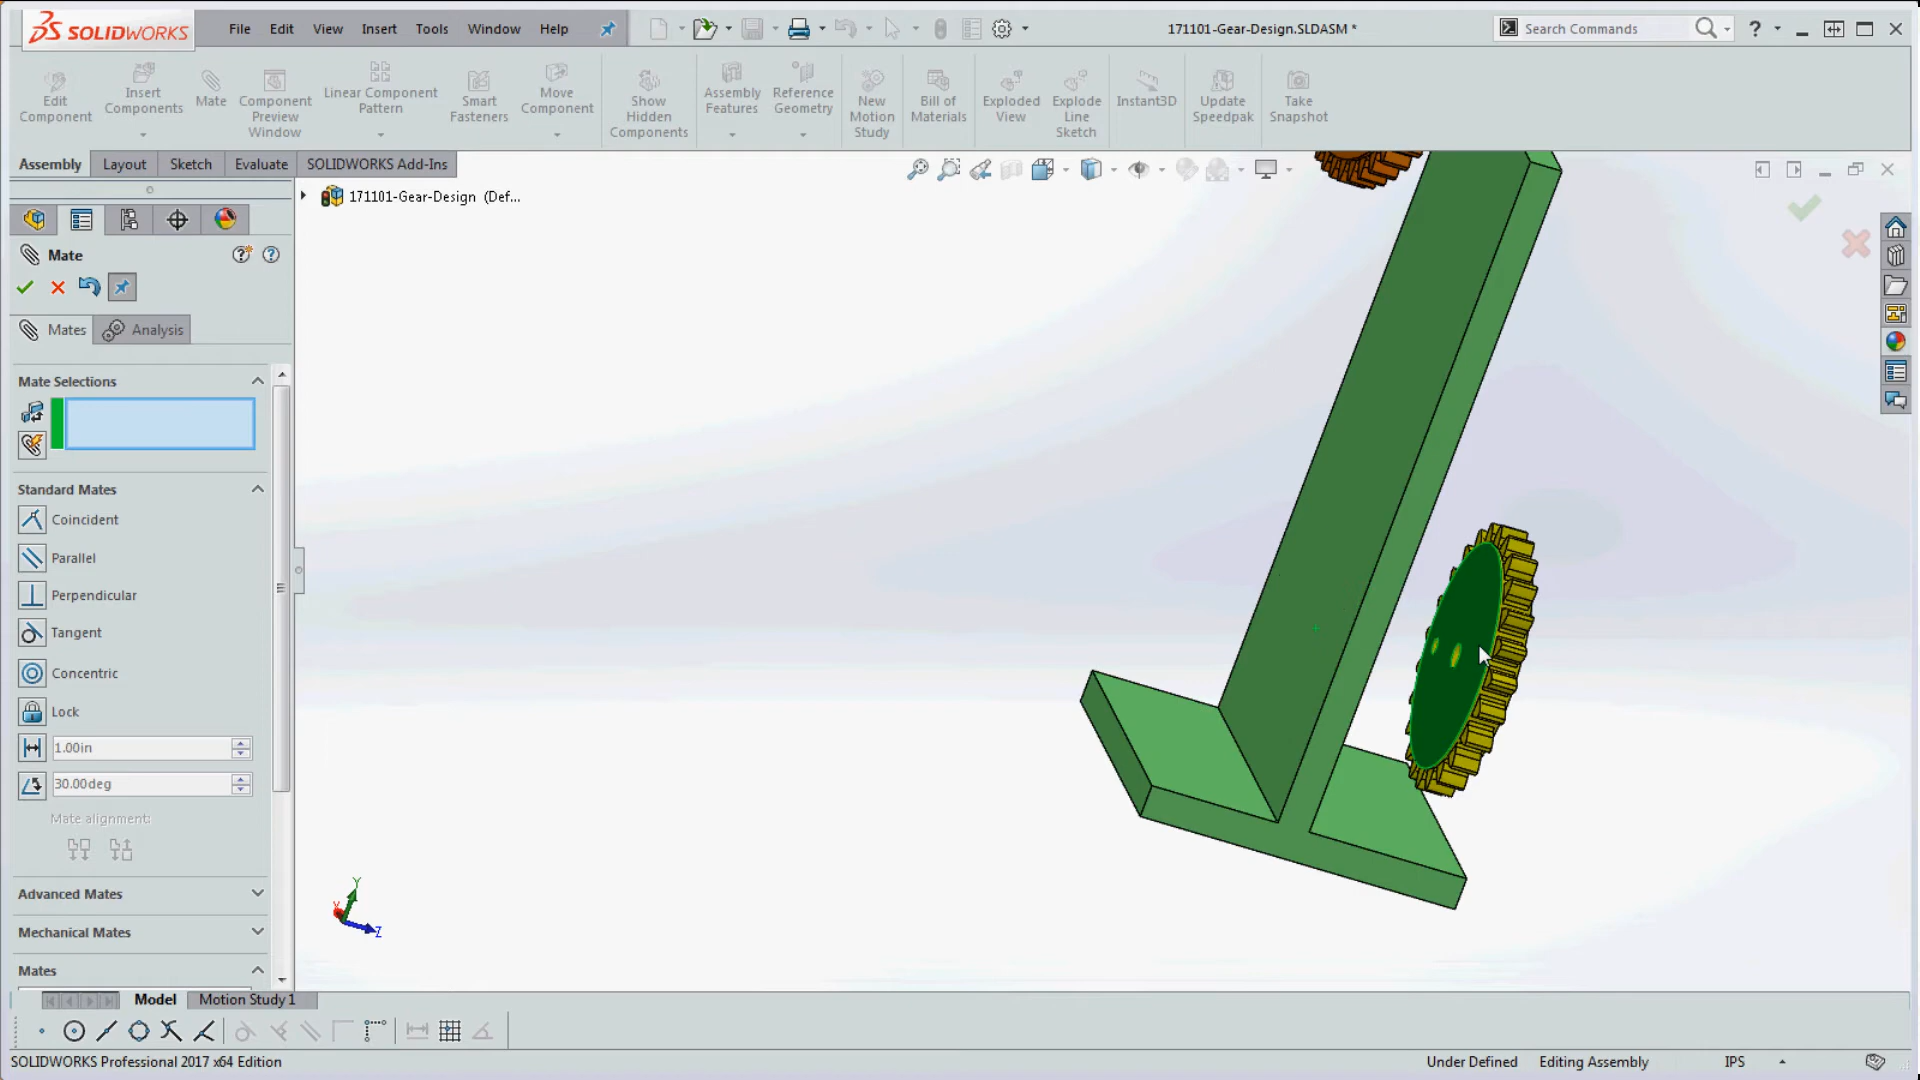 SOLIDWORKS File Edit View Insert Tools Window Help 171101-Gear-Design.SLDASM * Search Commands ?
Edit Component Insert Components Mate Component Preview Window Linear Component Pattern Smart Fasteners Move Component Show Hidden Components Assembly Features Reference Geometry New Motion Study Bill of Materials Exploded View Explode Line Sketch Instant3D Update Speedpak Take Snapshot
Assembly Layout Sketch Evaluate SOLIDWORKS Add-Ins
171101-Gear-Design (Def...
Mate
Mates Analysis
Mate Selections
Standard Mates
Coincident
Parallel
Perpendicular
Tangent
Concentric
Lock
1.00in
30.00deg
Mate alignment:
Advanced Mates
Mechanical Mates
Mates
Y
Z
Model Motion Study 1
SOLIDWORKS Professional 2017 x64 Edition Under Defined Editing Assembly IPS